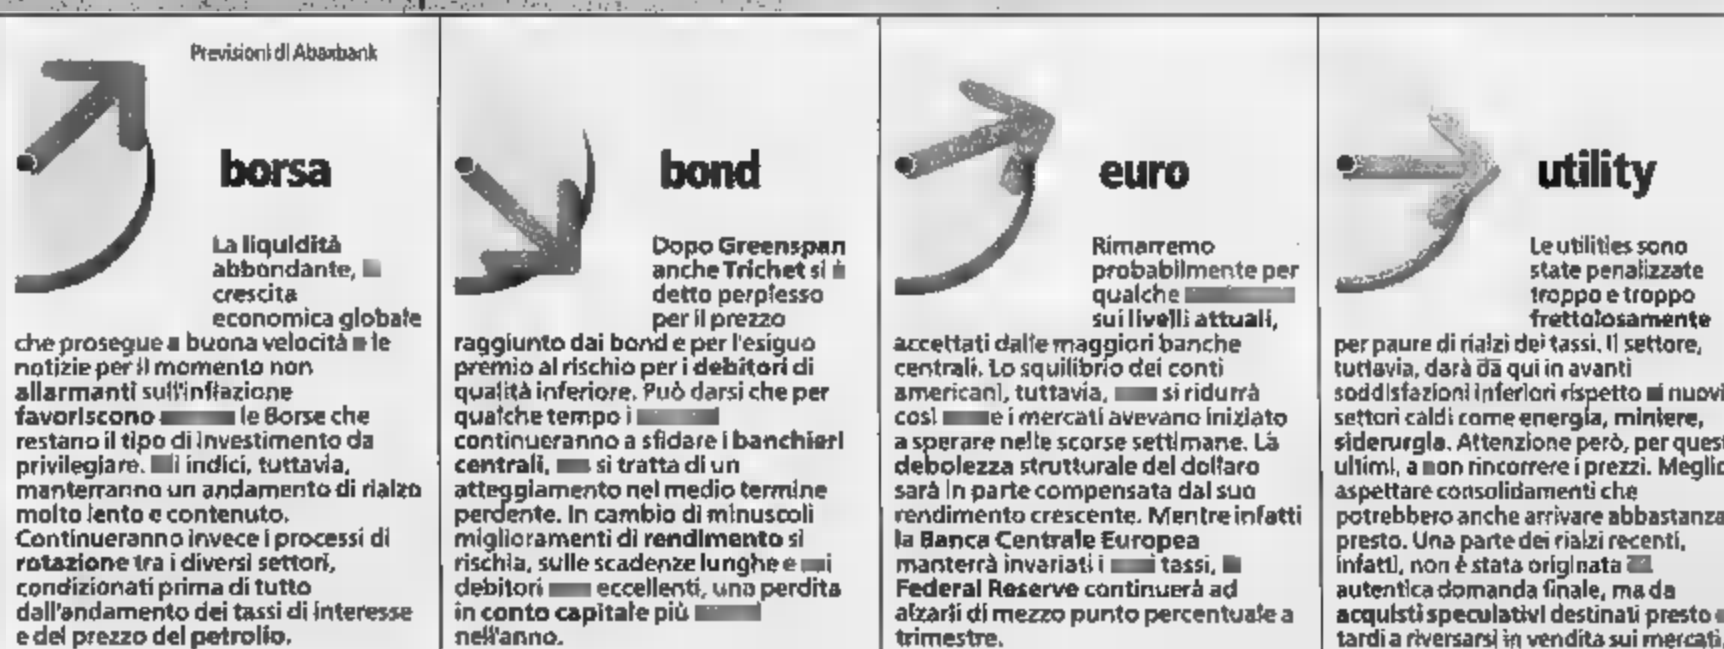 Previsioni di Abaxbank
borsa
La liquidità
abbondante,
crescita
economica globale
che prosegue a buona velocità e le
notizie per il momento non
allarmanti sull'inflazione
favoriscono le Borse che
restano il tipo di investimento da
privilegiare. indici, tuttavia,
manterranno un andamento di rialzo
molto lento e contenuto.
Continueranno invece i processi di
rotazione tra i diversi settori,
condizionati prima di tutto
dall'andamento dei tassi di interesse
e del prezzo del petrolio.
bond
Dopo Greenspan
anche Trichet si è
detto perplesso
per il prezzo
raggiunto dai bond e per l'esiguo
premio al rischio per i debitori di
qualità inferiore. Può darsi che per
qualche tempo i
continueranno a sfidare i banchieri
centrali, si tratta di un
atteggiamento nel medio termine
perdente. In cambio di minuscoli
miglioramenti di rendimento si
rischia, sulle scadenze lunghe e
debitori eccellenti, una perdita
in conto capitale più
nell'anno.
euro
Rimarremo
probabilmente per
qualche
sui livelli attuali,
accettati dalle maggiori banche
centrali. Lo squilibrio dei conti
americani, tuttavia, si ridurrà
così i mercati avevano iniziato
a sperare nelle scorse settimane. La
debolezza strutturale del dollaro
sarà in parte compensata dal suo
rendimento crescente. Mentre infatti
la Banca Centrale Europea
manterrà invariati i tassi,
Federal Reserve continuerà ad
alzarli di mezzo punto percentuale a
trimestre.
utility
Le utilities sono
state penalizzate
troppo e troppo
frettolosamente
per paure di rialzi dei tassi. Il settore,
tuttavia, darà da qui in avanti
soddisfazioni inferiori rispetto ai nuovi
settori caldi come energia, miniere,
siderurgia. Attenzione però, per quest
ultimi, a non rincorrere i prezzi. Meglio
aspettare consolidamenti che
potrebbero anche arrivare abbastanza
presto. Una parte dei rialzi recenti,
infatti, non è stata originata
autentica domanda finale, ma da
acquisti speculativi destinati presto o
tardi a riversarsi in vendita sui mercati.